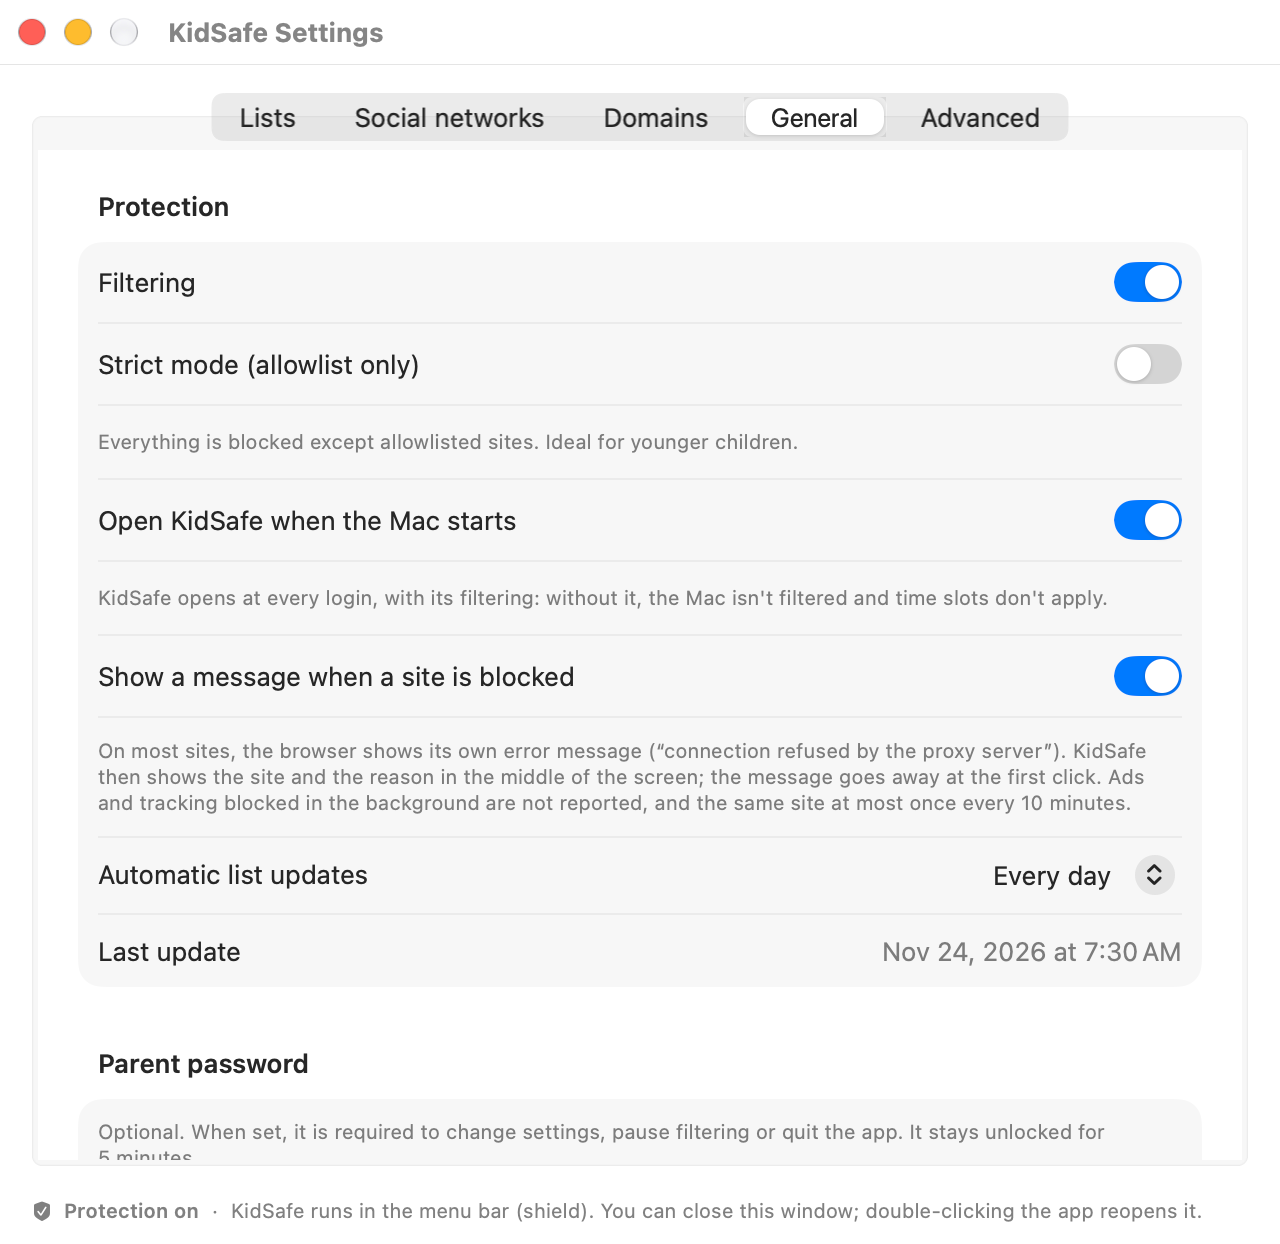 KidSafe Settings
Lists
Social networks
Domains
General
Advanced
Protection
Filtering
Strict mode (allowlist only)
Everything is blocked except allowlisted sites. Ideal for younger children.
Open KidSafe when the Mac starts
KidSafe opens at every login, with its filtering: without it, the Mac isn't filtered and time slots don't apply.
Show a message when a site is blocked
On most sites, the browser shows its own error message (“connection refused by the proxy server”). KidSafe
then shows the site and the reason in the middle of the screen; the message goes away at the first click. Ads
and tracking blocked in the background are not reported, and the same site at most once every 10 minutes.
Automatic list updates
Every day
Last update
Nov 24, 2026 at 7:30 AM
Parent password
Optional. When set, it is required to change settings, pause filtering or quit the app. It stays unlocked for
5 minutes
Protection on · KidSafe runs in the menu bar (shield). You can close this window; double-clicking the app reopens it.